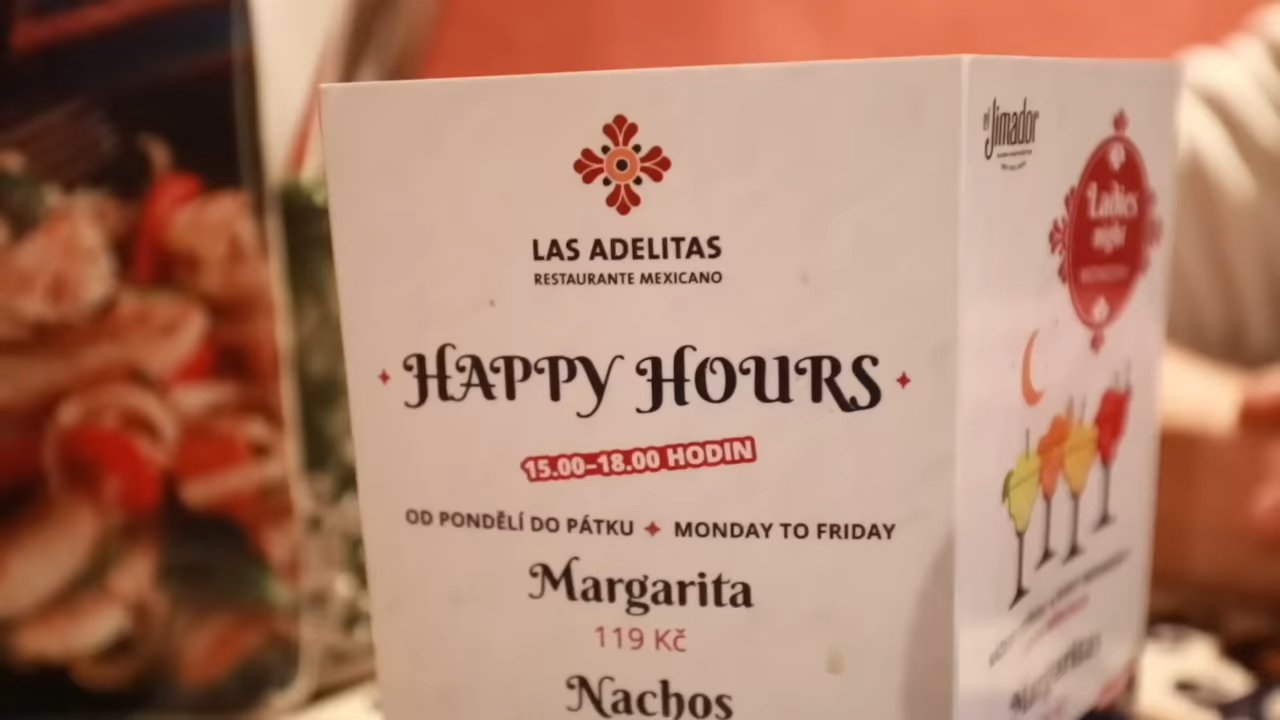 LAS ADELITAS
RESTAURANTE MEXICANO
HAPPY HOURS
15.00–18.00 HODIN
OD PONDĚLÍ DO PÁTKU MONDAY TO FRIDAY
Margarita
119 Kč
Nachos
el Jimador
Ladies
night